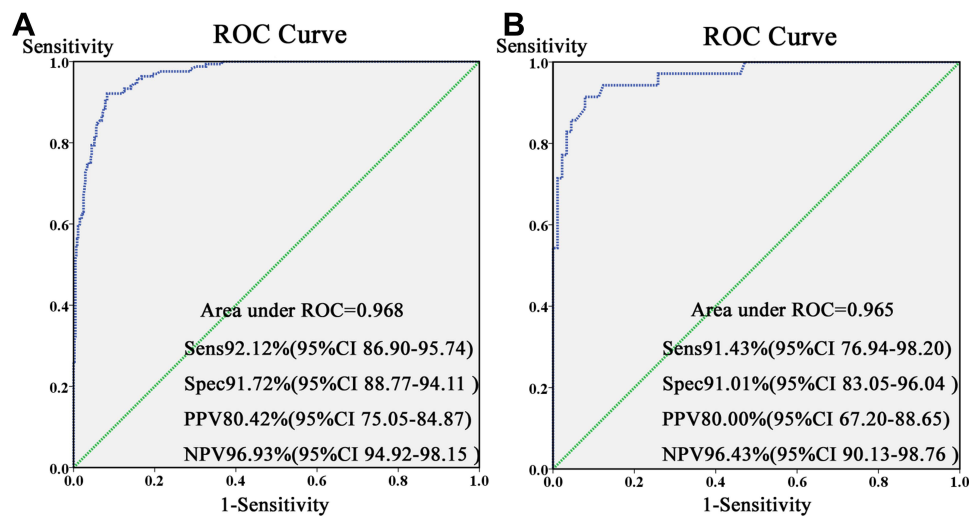 A
ROC Curve
Sensitivity
1.0
0.8
0.6
0.4
0.2
0.0
Area under ROC=0.968
Sens92.12%(95%CI 86.90-95.74)
Spec91.72%(95%CI 88.77-94.11 )
PPV80.42%(95%CI 75.05-84.87)
NPV96.93%(95%CI 94.92-98.15 )
0.0 0.2 0.4 0.6 0.8 1.0
1-Sensitivity
B
ROC Curve
Sensitivity
1.0
0.8
0.6
0.4
0.2
0.0
Area under ROC=0.965
Sens91.43%(95%CI 76.94-98.20)
Spec91.01%(95%CI 83.05-96.04 )
PPV80.00%(95%CI 67.20-88.65)
NPV96.43%(95%CI 90.13-98.76 )
0.0 0.2 0.4 0.6 0.8 1.0
1-Sensitivity